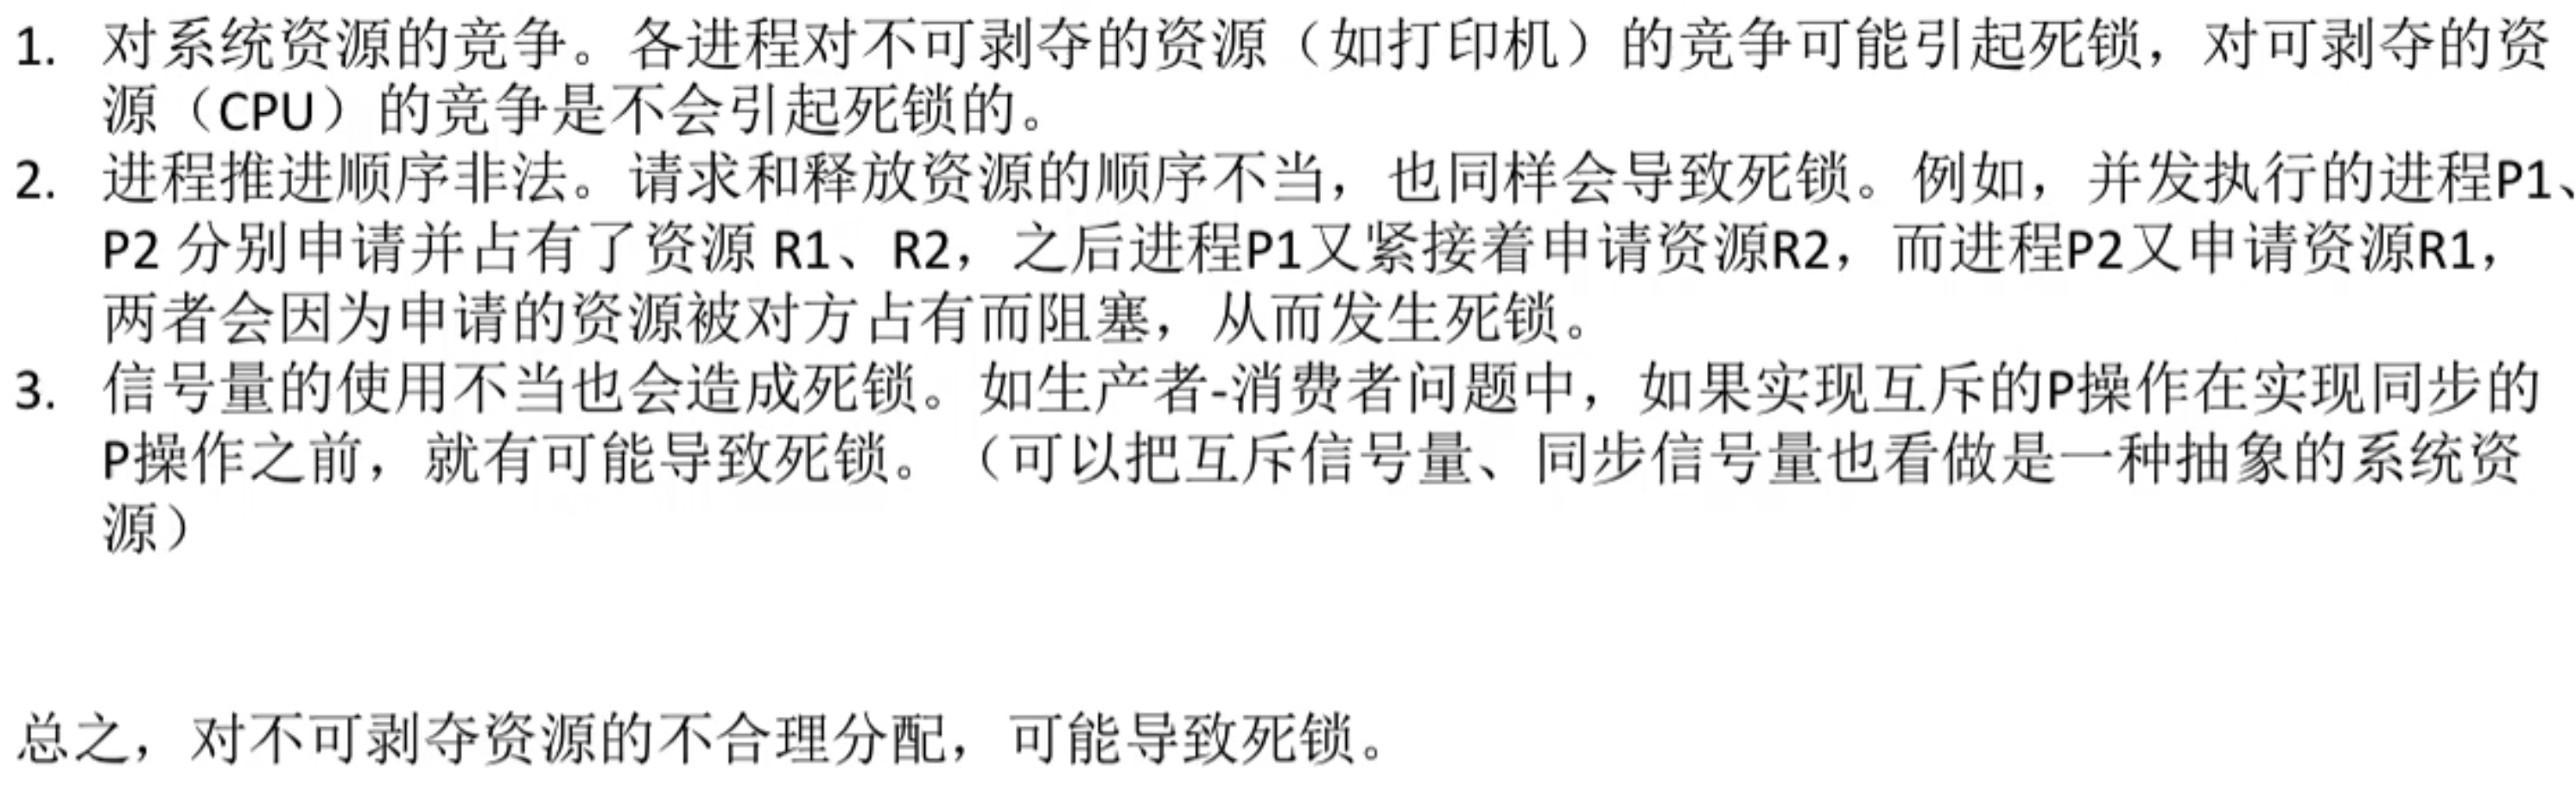 1. 对系统资源的竞争。各进程对不可剥夺的资源（如打印机）的竞争可能引起死锁，对可剥夺的资
源（CPU）的竞争是不会引起死锁的。
2. 进程推进顺序非法。请求和释放资源的顺序不当，也同样会导致死锁。例如，并发执行的进程P1、
P2 分别申请并占有了资源 R1、R2，之后进程P1又紧接着申请资源R2，而进程P2又申请资源R1，
两者会因为申请的资源被对方占有而阻塞，从而发生死锁。
3. 信号量的使用不当也会造成死锁。如生产者-消费者问题中，如果实现互斥的P操作在实现同步的
P操作之前，就有可能导致死锁。（可以把互斥信号量、同步信号量也看做是一种抽象的系统资
源）
总之，对不可剥夺资源的不合理分配，可能导致死锁。